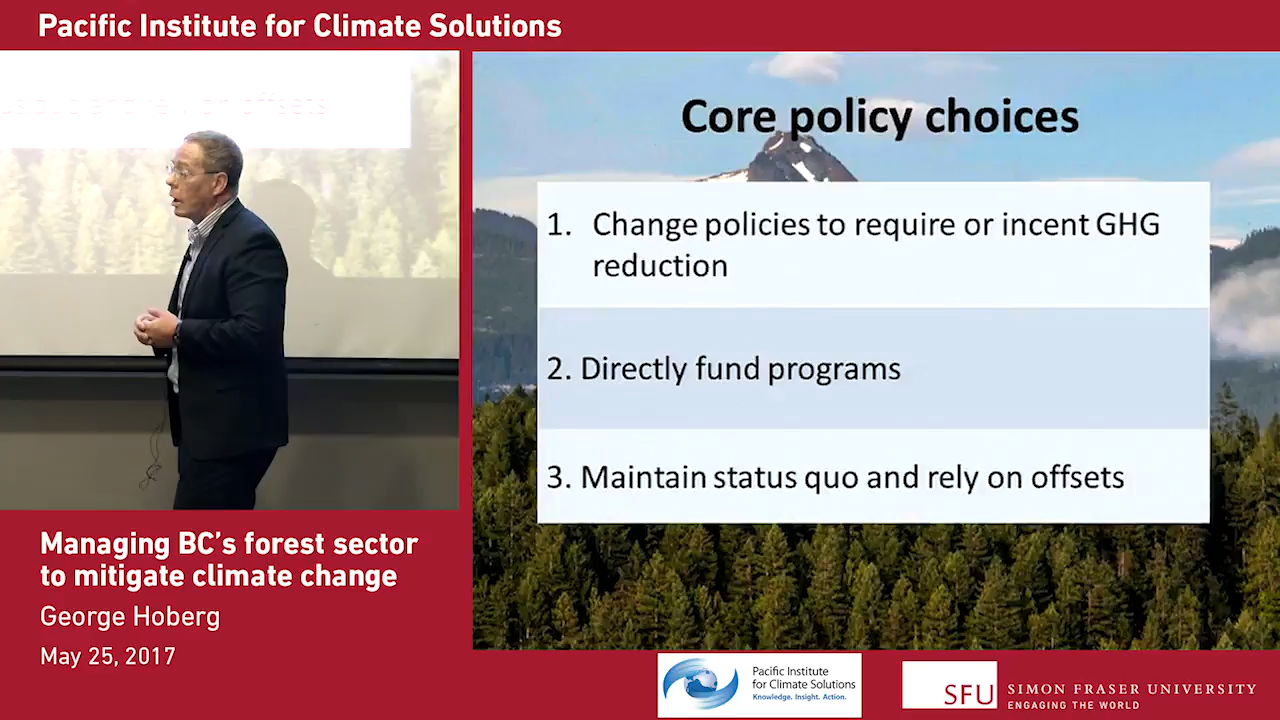 Pacific Institute for Climate Solutions
Core policy choices
1. Change policies to require or incent GHG
reduction
2. Directly fund programs
3. Maintain status quo and rely on offsets
Managing BC's forest sector
to mitigate climate change
George Hoberg
May 25, 2017
Pacific Institute
for Climate Solutions
Knowledge. Insight. Action.
SFU
SIMON FRASER UNIVERSITY
ENGAGING THE WORLD